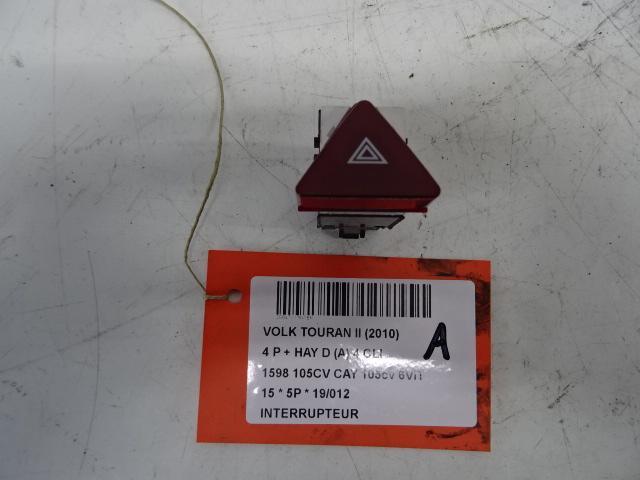 VOLK TOURAN II (2010)
A
4 P + HAY D (A) 4 CLI
1598 105CV CAY 105cv 6VIT
15 * 5P * 19/012
INTERRUPTEUR